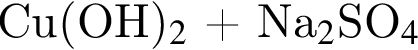 Cu(OH)₂ + Na₂SO₄